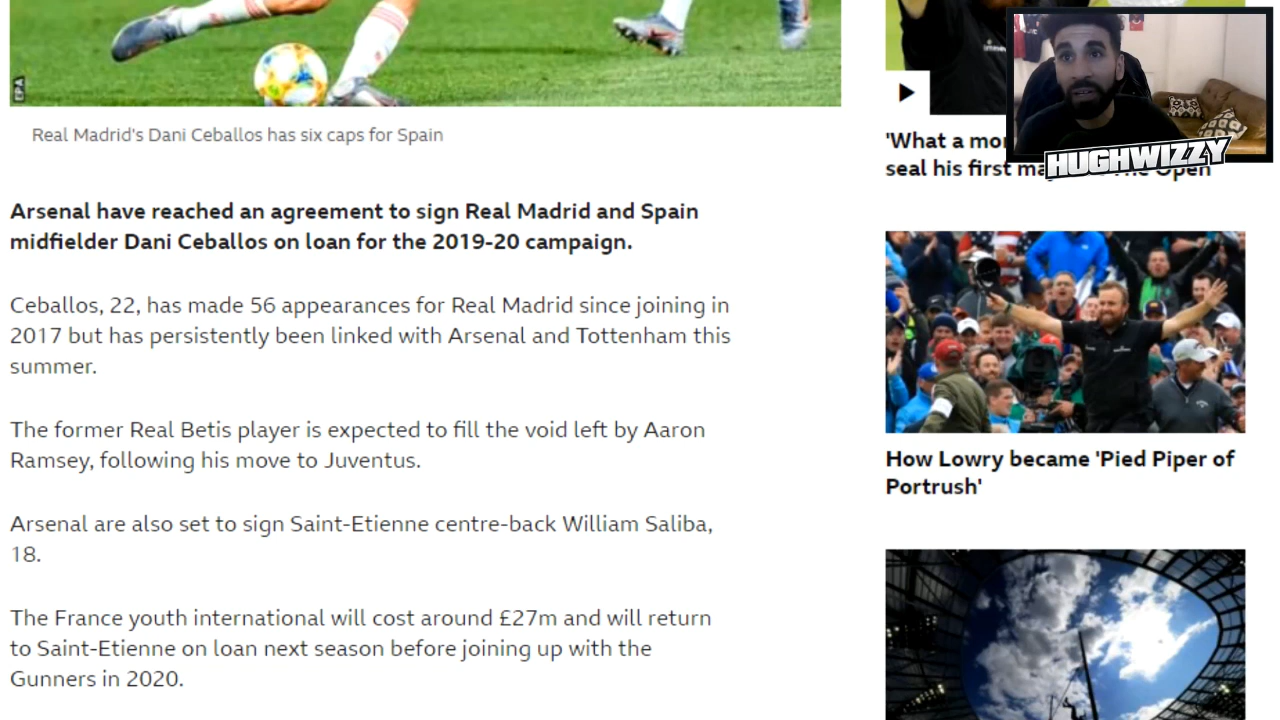 EPA
Real Madrid's Dani Ceballos has six caps for Spain
Arsenal have reached an agreement to sign Real Madrid and Spain
midfielder Dani Ceballos on loan for the 2019-20 campaign.
Ceballos, 22, has made 56 appearances for Real Madrid since joining in
2017 but has persistently been linked with Arsenal and Tottenham this
summer.
The former Real Betis player is expected to fill the void left by Aaron
Ramsey, following his move to Juventus.
Arsenal are also set to sign Saint-Etienne centre-back William Saliba,
18.
The France youth international will cost around £27m and will return
to Saint-Etienne on loan next season before joining up with the
Gunners in 2020.
HUGHWIZZY
'What a
seal his first The Open
How Lowry became 'Pied Piper of
Portrush'